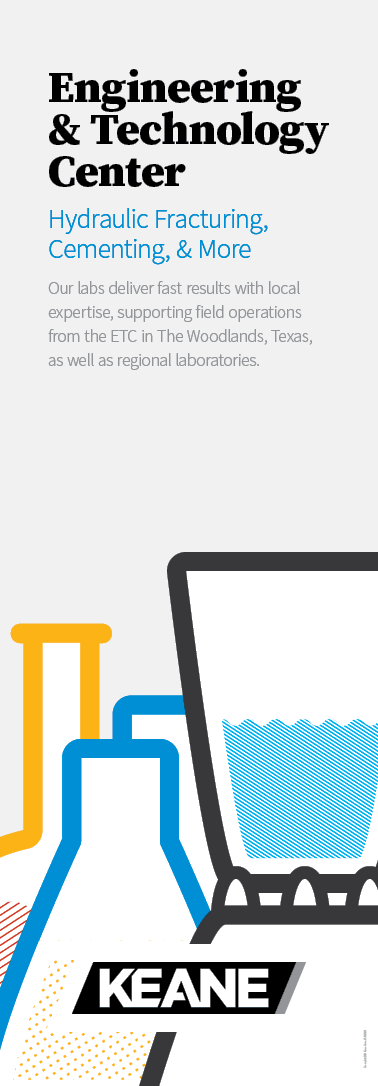 Engineering
& Technology
Center
Hydraulic Fracturing,
Cementing, & More
Our labs deliver fast results with local
expertise, supporting field operations
from the ETC in The Woodlands, Texas,
as well as regional laboratories.
KEANE